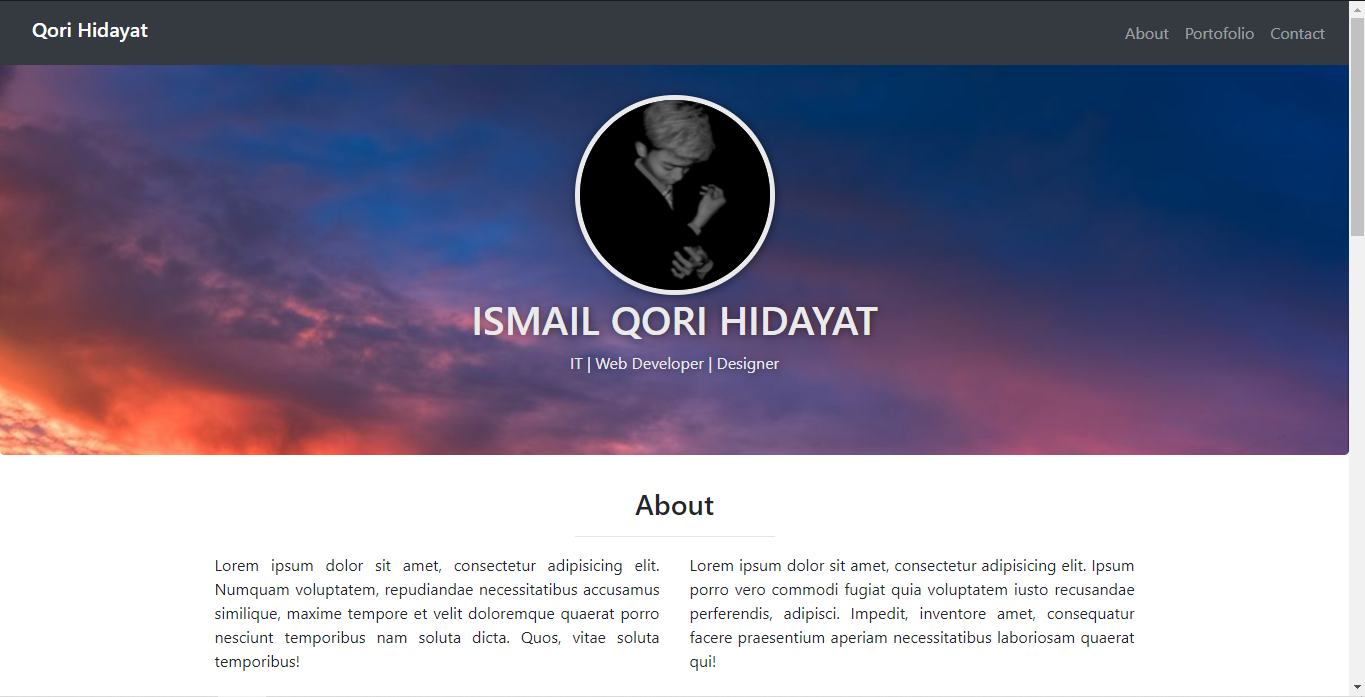 Qori Hidayat
About Portofolio Contact
ISMAIL QORI HIDAYAT
IT | Web Developer | Designer
About
Lorem ipsum dolor sit amet, consectetur adipisicing elit.
Numquam voluptatem, repudiandae necessitatibus accusamus
similique, maxime tempore et velit doloremque quaerat porro
nesciunt temporibus nam soluta dicta. Quos, vitae soluta
temporibus!
Lorem ipsum dolor sit amet, consectetur adipisicing elit. Ipsum
porro vero commodi fugiat quia voluptatem iusto recusandae
perferendis, adipisci. Impedit, inventore amet, consequatur
facere praesentium aperiam necessitatibus laboriosam quaerat
qui!